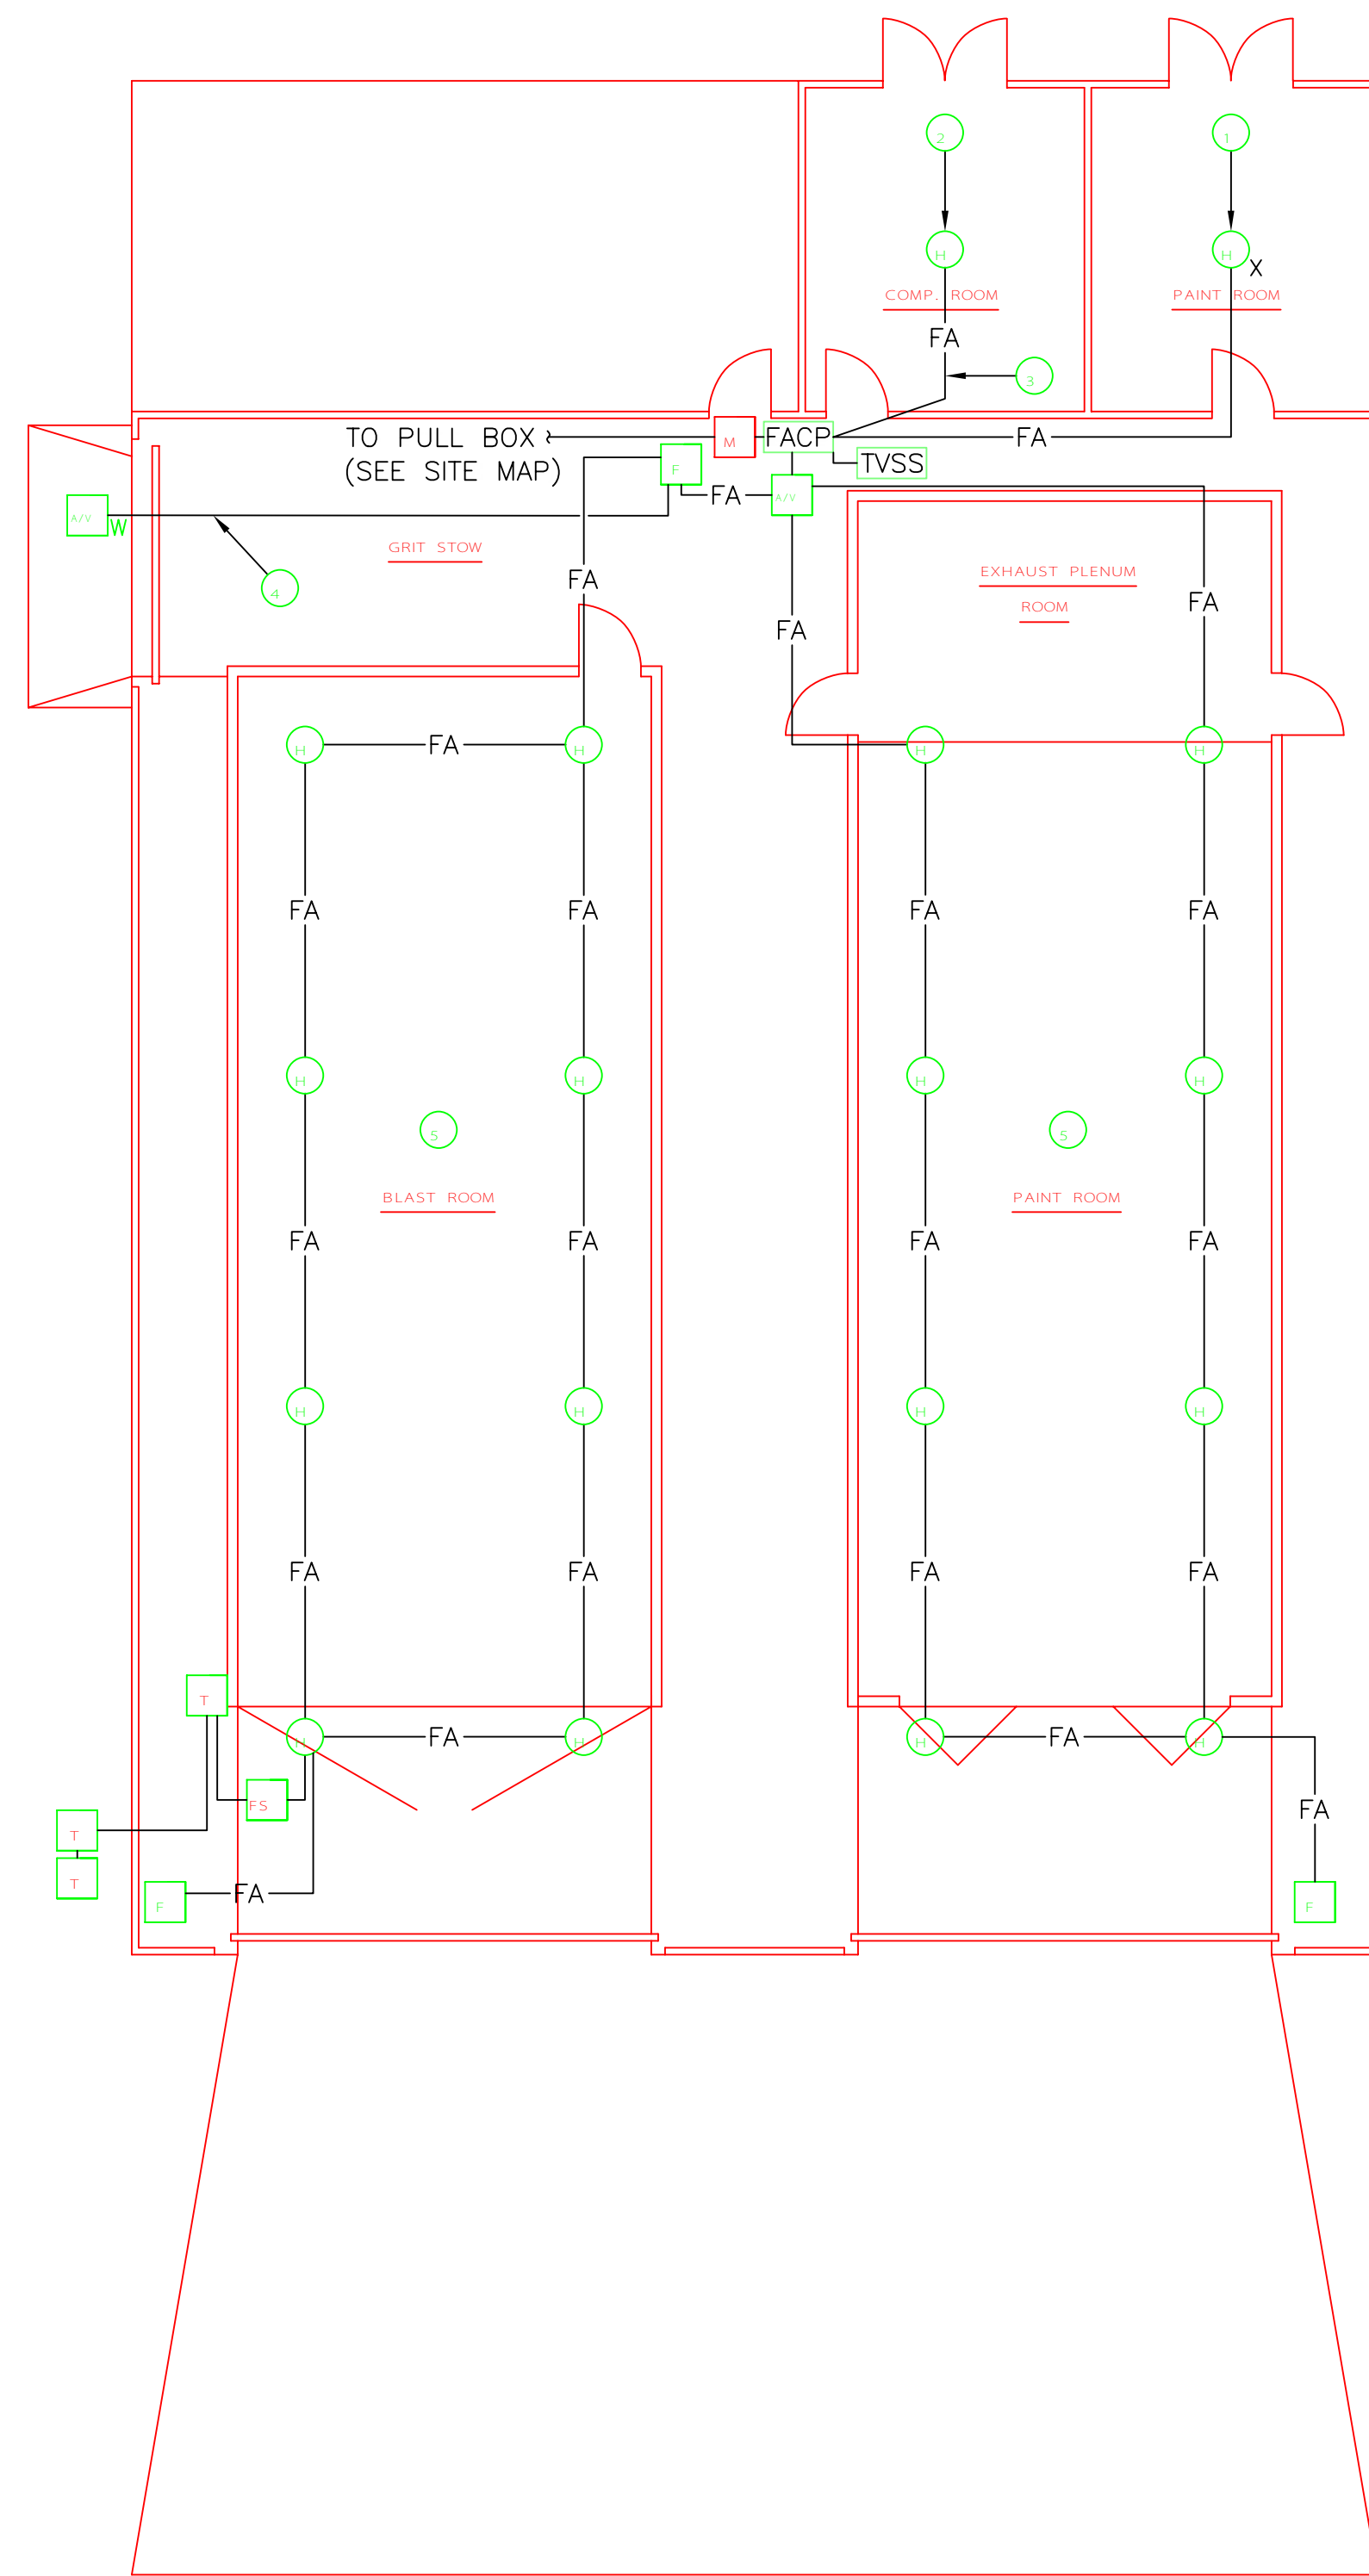 2
1
H
H
X
COMP. ROOM
PAINT ROOM
FA
3
TO PULL BOX
M
FACP
FA
(SEE SITE MAP)
F
TVSS
A/V
W
FA
A/V
GRIT STOW
EXHAUST PLENUM
ROOM
4
FA
FA
FA
H
FA
H
H
H
FA
FA
FA
FA
H
H
H
H
5
5
BLAST ROOM
PAINT ROOM
FA
FA
FA
FA
H
H
H
H
FA
FA
FA
FA
T
H
FA
H
H
FA
H
FS
FA
T
T
F
FA
F